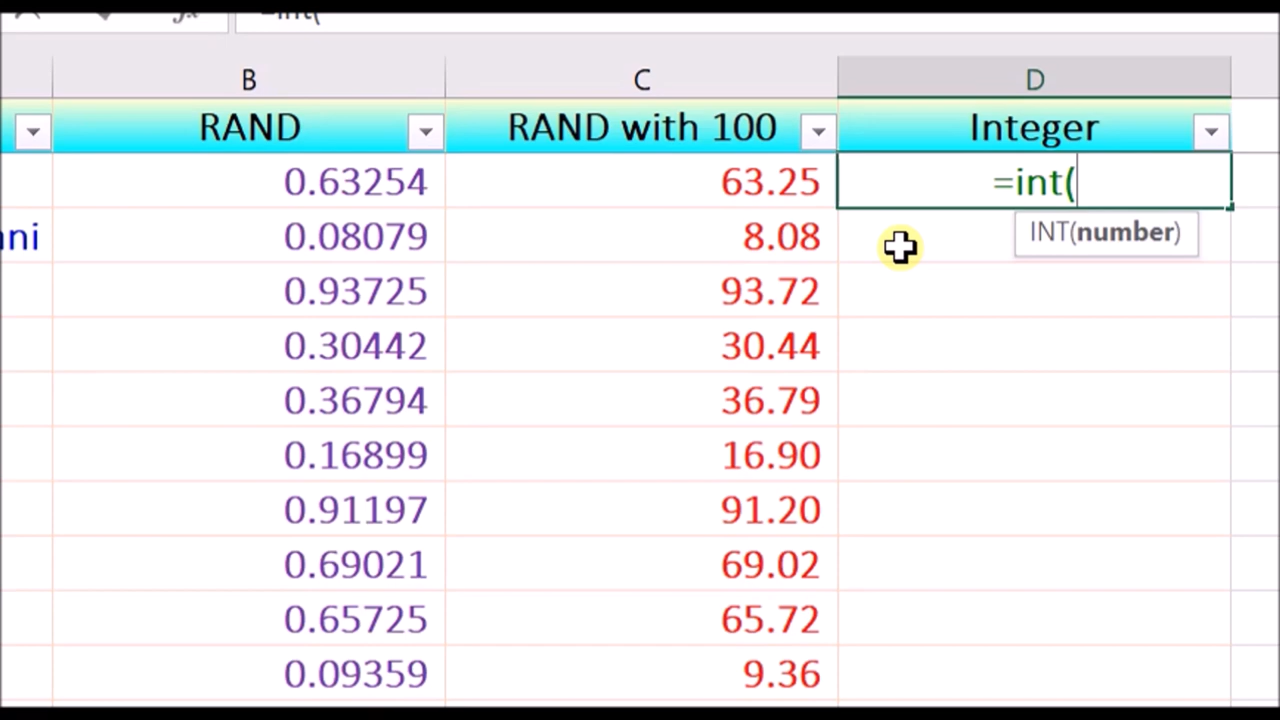 =int(
B C D
RAND RAND with 100 Integer
0.63254 63.25 =int(
ani 0.08079 8.08 INT(number)
0.93725 93.72
0.30442 30.44
0.36794 36.79
0.16899 16.90
0.91197 91.20
0.69021 69.02
0.65725 65.72
0.09359 9.36